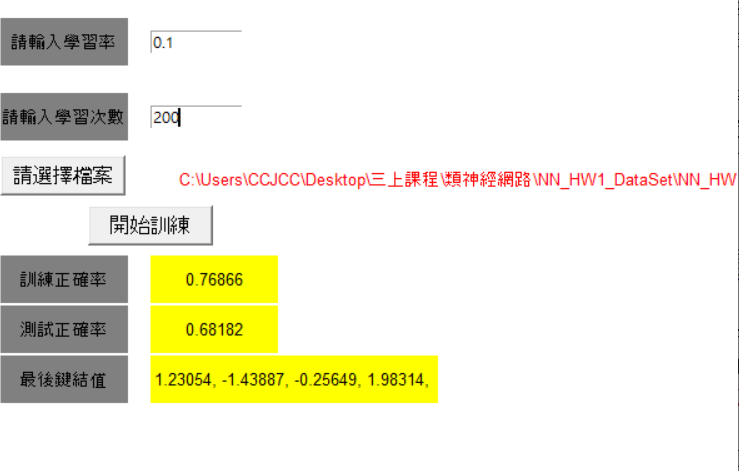 請輸入學習率 0.1
請輸入學習次數 200
請選擇檔案 C:\Users\CCJCC\Desktop\三上課程\類神經網路\NN_HW1_DataSet\NN_HW
開始訓練
訓練正確率 0.76866
測試正確率 0.68182
最後鍵結值 1.23054, -1.43887, -0.25649, 1.98314,